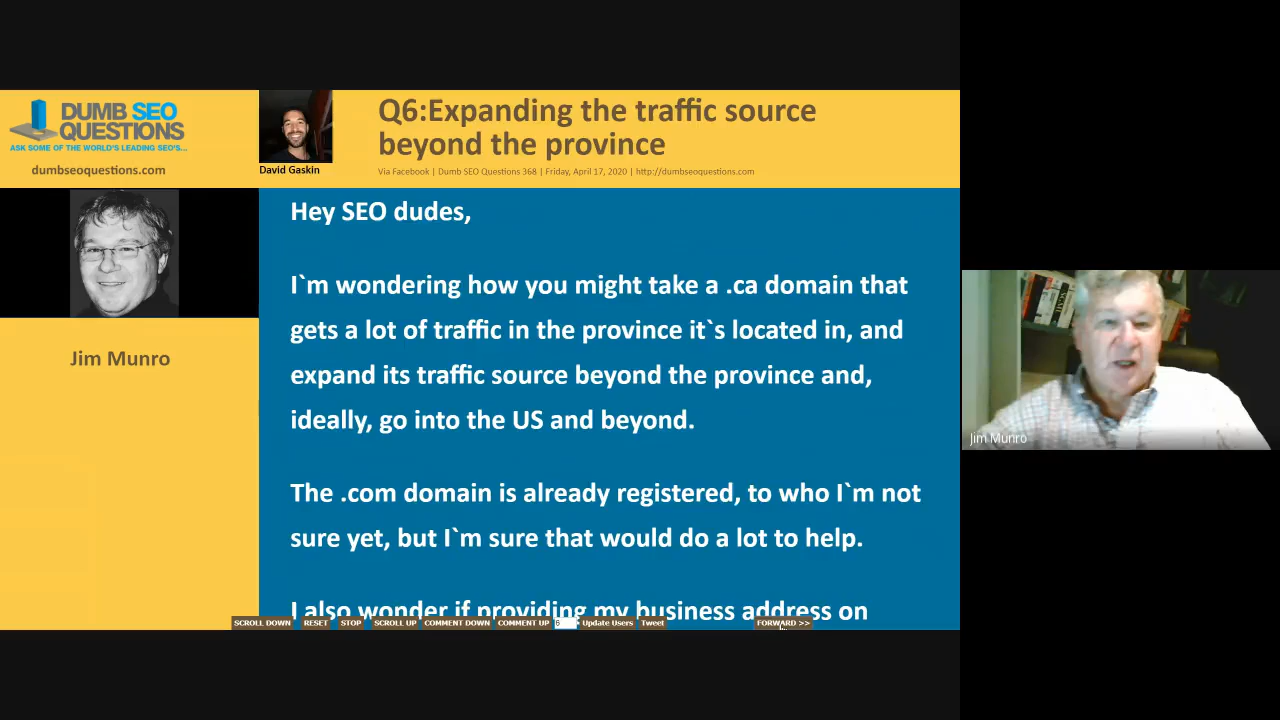 DUMB SEO
QUESTIONS
ASK SOME OF THE WORLD'S LEADING SEO'S...
dumbseoquestions.com
David Gaskin
Q6:Expanding the traffic source
beyond the province
Via Facebook | Dumb SEO Questions 368 | Friday, April 17, 2020 | http://dumbseoquestions.com
Jim Munro
Hey SEO dudes,
I`m wondering how you might take a .ca domain that
gets a lot of traffic in the province it`s located in, and
expand its traffic source beyond the province and,
ideally, go into the US and beyond.
The .com domain is already registered, to who I`m not
sure yet, but I`m sure that would do a lot to help.
I also wonder if providing my business address on
SCROLL DOWN RESET STOP SCROLL UP COMMENT DOWN COMMENT UP 6 Update Users Tweet FORWARD >>
Jim Munro